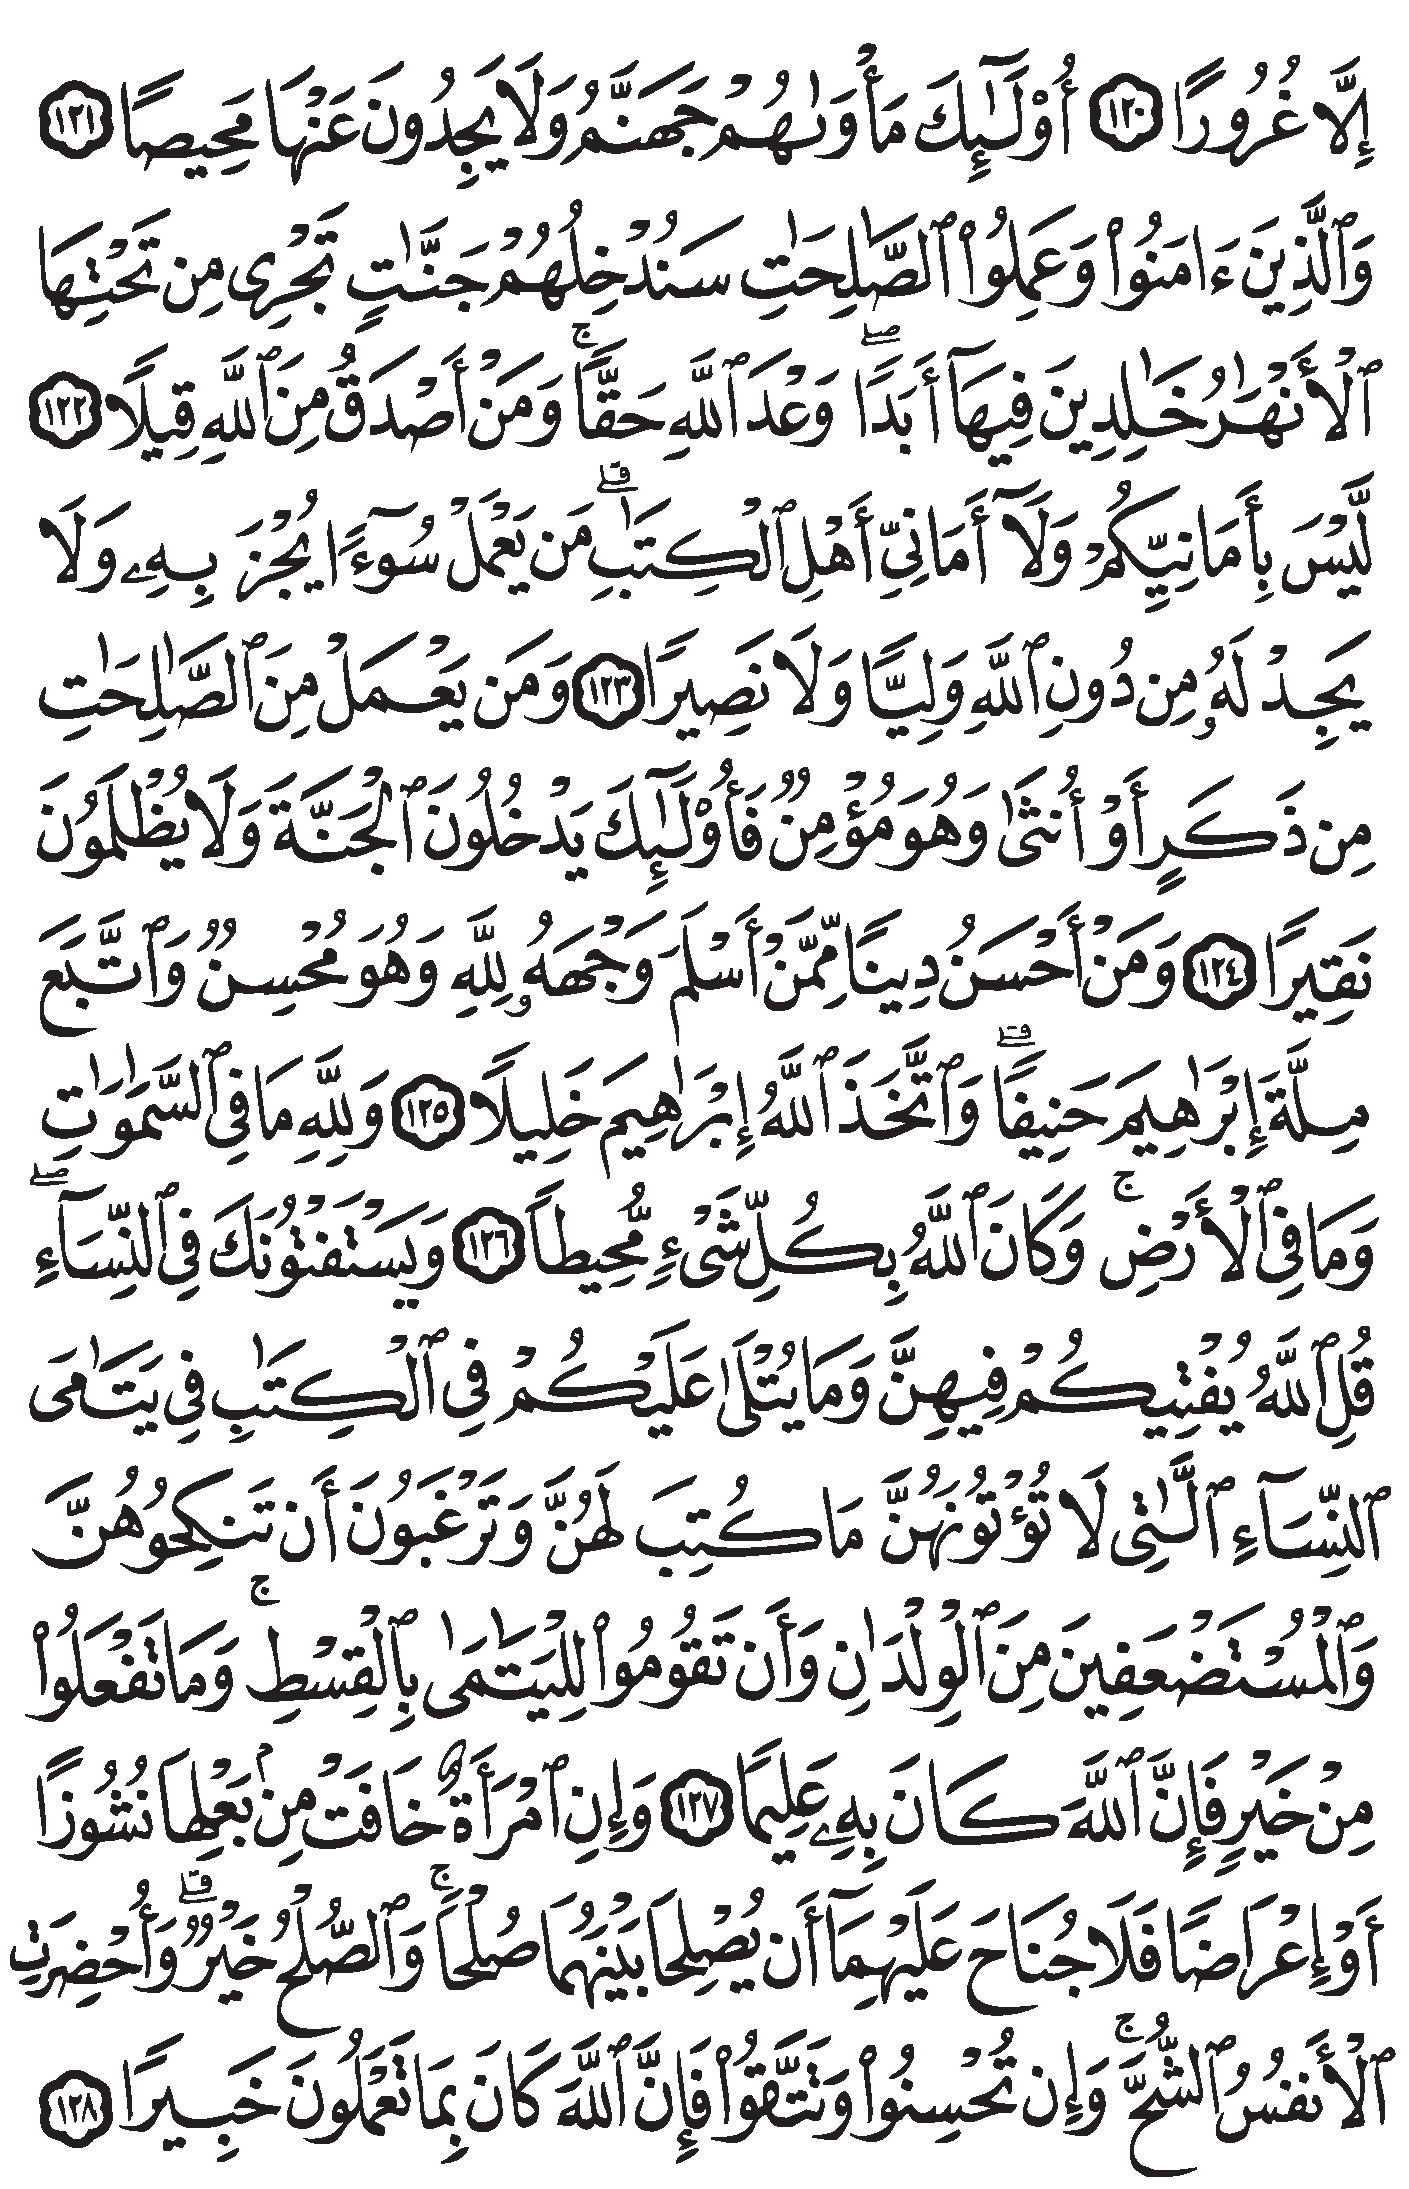 إِلَّا غُرُورًا ١٢٠ أُوْلَٰٓئِكَ مَأْوَىٰهُمْ جَهَنَّمُ وَلَا يَجِدُونَ عَنْهَا مَحِيصًا ١٢١
وَٱلَّذِينَ ءَامَنُوا۟ وَعَمِلُوا۟ ٱلصَّٰلِحَٰتِ سَنُدْخِلُهُمْ جَنَّٰتٍ تَجْرِى مِن تَحْتِهَا
ٱلْأَنْهَٰرُ خَٰلِدِينَ فِيهَآ أَبَدًا ۖ وَعْدَ ٱللَّهِ حَقًّا ۚ وَمَنْ أَصْدَقُ مِنَ ٱللَّهِ قِيلًا ١٢٢
لَّيْسَ بِأَمَانِيِّكُمْ وَلَآ أَمَانِىِّ أَهْلِ ٱلْكِتَٰبِ ۗ مَن يَعْمَلْ سُوٓءًا يُجْزَ بِهِۦ وَلَا
يَجِدْ لَهُۥ مِن دُونِ ٱللَّهِ وَلِيًّا وَلَا نَصِيرًا ١٢٣ وَمَن يَعْمَلْ مِنَ ٱلصَّٰلِحَٰتِ
مِن ذَكَرٍ أَوْ أُنثَىٰ وَهُوَ مُؤْمِنٌ فَأُو۟لَٰٓئِكَ يَدْخُلُونَ ٱلْجَنَّةَ وَلَا يُظْلَمُونَ
نَقِيرًا ١٢٤ وَمَنْ أَحْسَنُ دِينًا مِّمَّنْ أَسْلَمَ وَجْهَهُۥ لِلَّهِ وَهُوَ مُحْسِنٌ وَٱتَّبَعَ
مِلَّةَ إِبْرَٰهِيمَ حَنِيفًا ۗ وَٱتَّخَذَ ٱللَّهُ إِبْرَٰهِيمَ خَلِيلًا ١٢٥ وَلِلَّهِ مَا فِى ٱلسَّمَٰوَٰتِ
وَمَا فِى ٱلْأَرْضِ ۚ وَكَانَ ٱللَّهُ بِكُلِّ شَىْءٍ مُّحِيطًا ١٢٦ وَيَسْتَفْتُونَكَ فِى ٱلنِّسَآءِ ۖ
قُلِ ٱللَّهُ يُفْتِيكُمْ فِيهِنَّ وَمَا يُتْلَىٰ عَلَيْكُمْ فِى ٱلْكِتَٰبِ فِى يَتَٰمَى
ٱلنِّسَآءِ ٱلَّٰتِى لَا تُؤْتُونَهُنَّ مَا كُتِبَ لَهُنَّ وَتَرْغَبُونَ أَن تَنكِحُوهُنَّ
وَٱلْمُسْتَضْعَفِينَ مِنَ ٱلْوِلْدَٰنِ وَأَن تَقُومُوا۟ لِلْيَتَٰمَىٰ بِٱلْقِسْطِ ۚ وَمَا تَفْعَلُوا۟
مِنْ خَيْرٍ فَإِنَّ ٱللَّهَ كَانَ بِهِۦ عَلِيمًا ١٢٧ وَإِنِ ٱمْرَأَةٌ خَافَتْ مِنۢ بَعْلِهَا نُشُوزًا
أَوْ إِعْرَاضًا فَلَا جُنَاحَ عَلَيْهِمَآ أَن يُصْلِحَا بَيْنَهُمَا صُلْحًا ۚ وَٱلصُّلْحُ خَيْرٌ ۗ وَأُحْضِرَتِ
ٱلْأَنفُسُ ٱلشُّحَّ ۚ وَإِن تُحْسِنُوا۟ وَتَتَّقُوا۟ فَإِنَّ ٱللَّهَ كَانَ بِمَا تَعْمَلُونَ خَبِيرًا ١٢٨